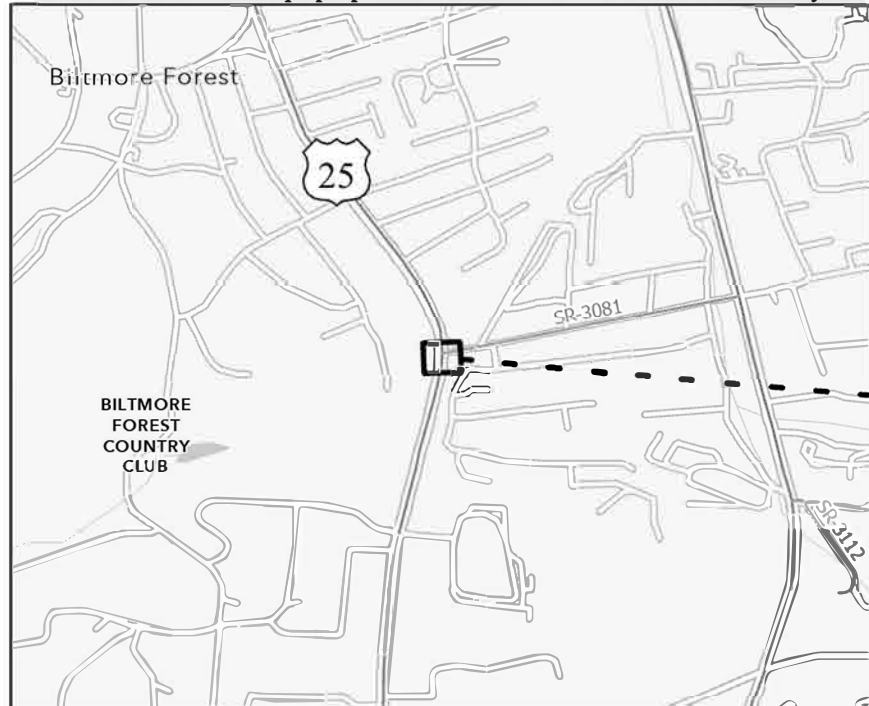 Biltmore Forest
25
SR-3081
BILTMORE
FOREST
COUNTRY
CLUB
SR-3112